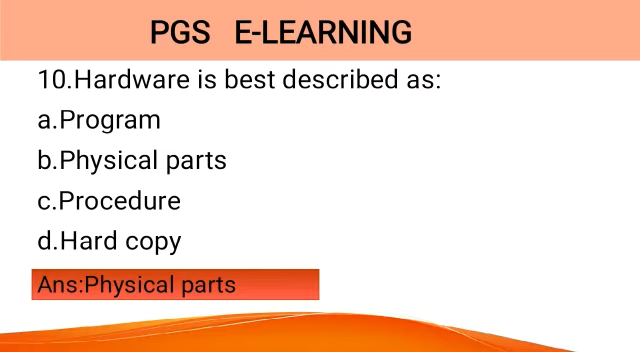 PGS E-LEARNING
10.Hardware is best described as:
a.Program
b.Physical parts
c.Procedure
d.Hard copy
Ans:Physical parts